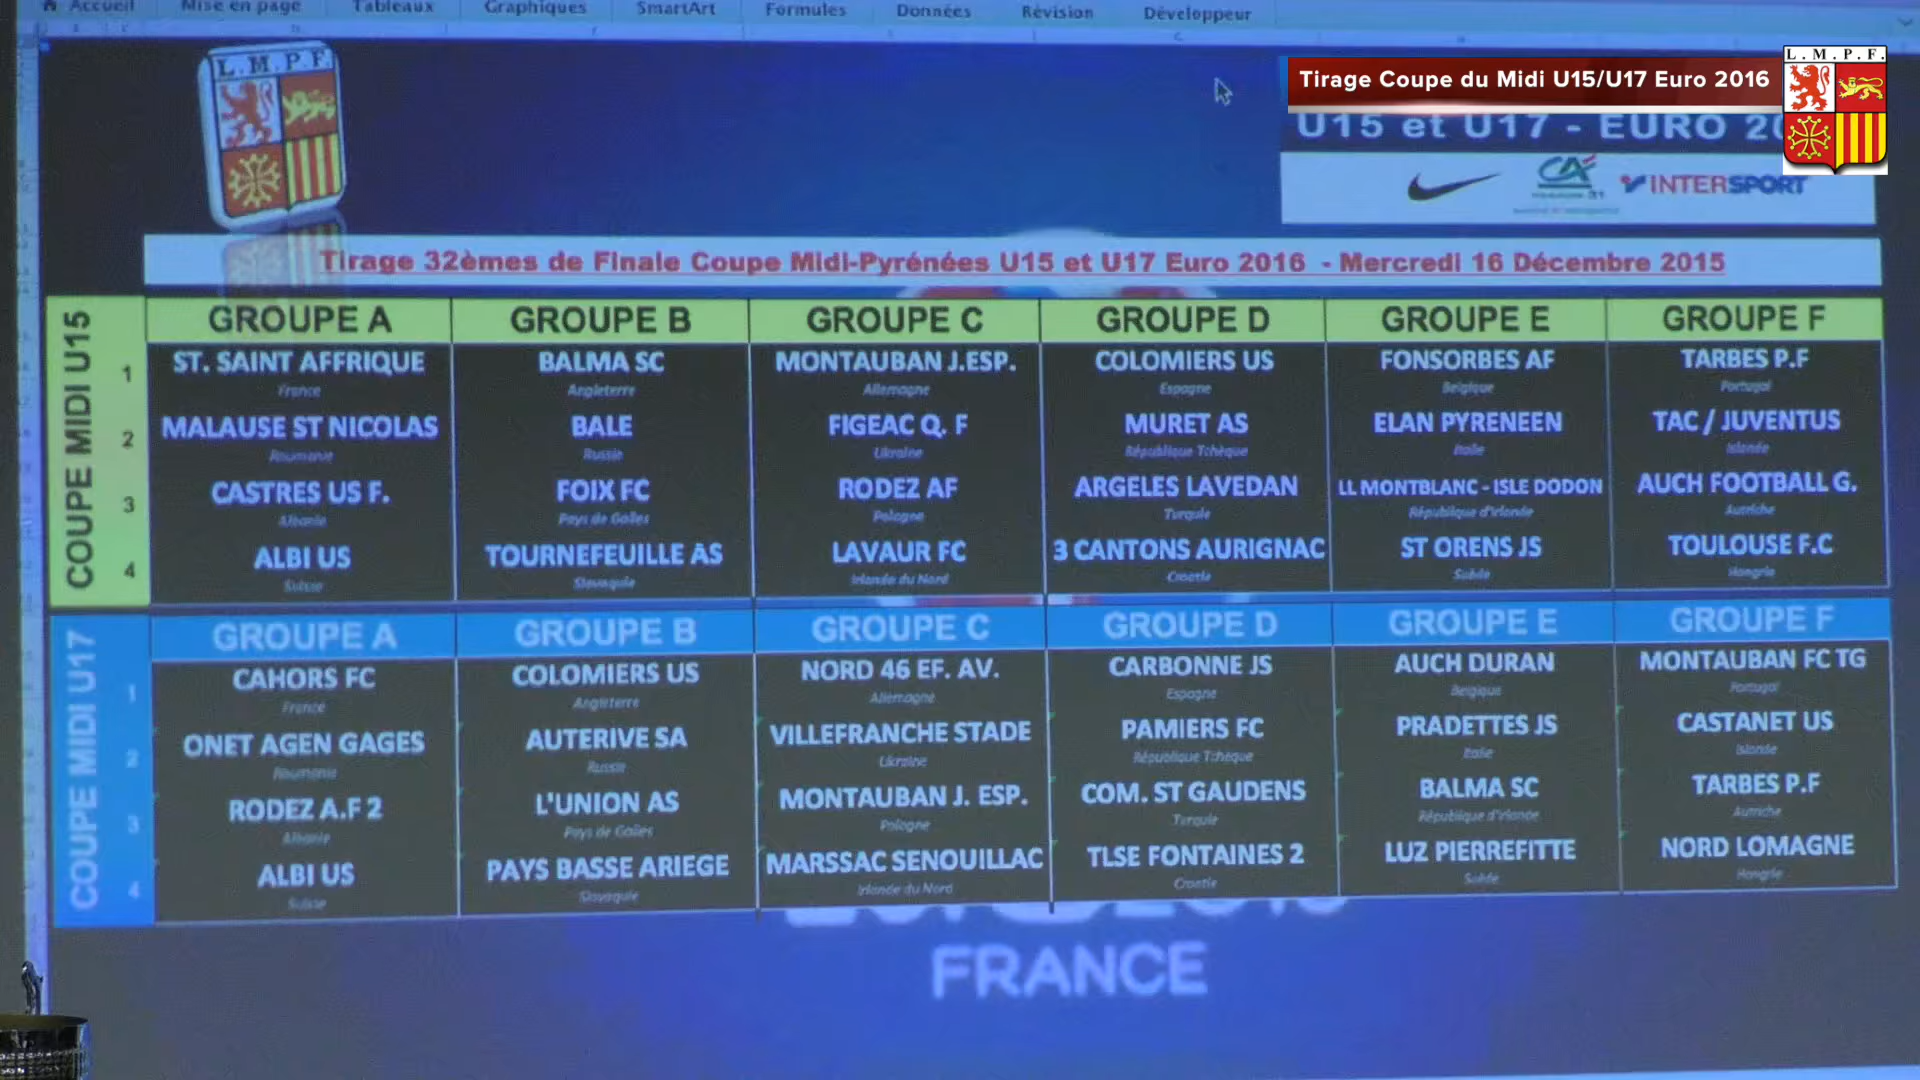 Accueil Mise en page Tableaux Graphiques SmartArt Formules Données Révision Développeur
L.M.P.F.
Tirage Coupe du Midi U15/U17 Euro 2016
L.M.P.F.
U15 et U17 - EURO 20
INTERSPORT
Tirage 32èmes de Finale Coupe Midi-Pyrénées U15 et U17 Euro 2016 - Mercredi 16 Décembre 2015
COUPE MIDI U15
GROUPE A GROUPE B GROUPE C GROUPE D GROUPE E GROUPE F
1 ST. SAINT AFFRIQUE BALMA SC MONTAUBAN J.ESP. COLOMIERS US FONSORBES AF TARBES P.F
France Angleterre Allemagne Espagne Belgique Portugal
2 MALAUSE ST NICOLAS BALE FIGEAC Q. F MURET AS ELAN PYRENEEN TAC / JUVENTUS
Roumanie Russie Ukraine République Tchèque Italie Islande
3 CASTRES US F. FOIX FC RODEZ AF ARGELES LAVEDAN LL MONTBLANC - ISLE DODON AUCH FOOTBALL G.
Albanie Pays de Galles Pologne Turquie République d'Irlande Autriche
4 ALBI US TOURNEFEUILLE AS LAVAUR FC 3 CANTONS AURIGNAC ST ORENS JS TOULOUSE F.C
Suisse Slovaquie Irlande du Nord Croatie Suède Hongrie
COUPE MIDI U17
GROUPE A GROUPE B GROUPE C GROUPE D GROUPE E GROUPE F
1 CAHORS FC COLOMIERS US NORD 46 EF. AV. CARBONNE JS AUCH DURAN MONTAUBAN FC TG
France Angleterre Allemagne Espagne Belgique Portugal
2 ONET AGEN GAGES AUTERIVE SA VILLEFRANCHE STADE PAMIERS FC PRADETTES JS CASTANET US
Roumanie Russie Ukraine République Tchèque Italie Islande
3 RODEZ A.F 2 L'UNION AS MONTAUBAN J. ESP. COM. ST GAUDENS BALMA SC TARBES P.F
Albanie Pays de Galles Pologne Turquie République d'Irlande Autriche
4 ALBI US PAYS BASSE ARIEGE MARSSAC SENOUILLAC TLSE FONTAINES 2 LUZ PIERREFITTE NORD LOMAGNE
Suisse Slovaquie Irlande du Nord Croatie Suède Hongrie
FRANCE